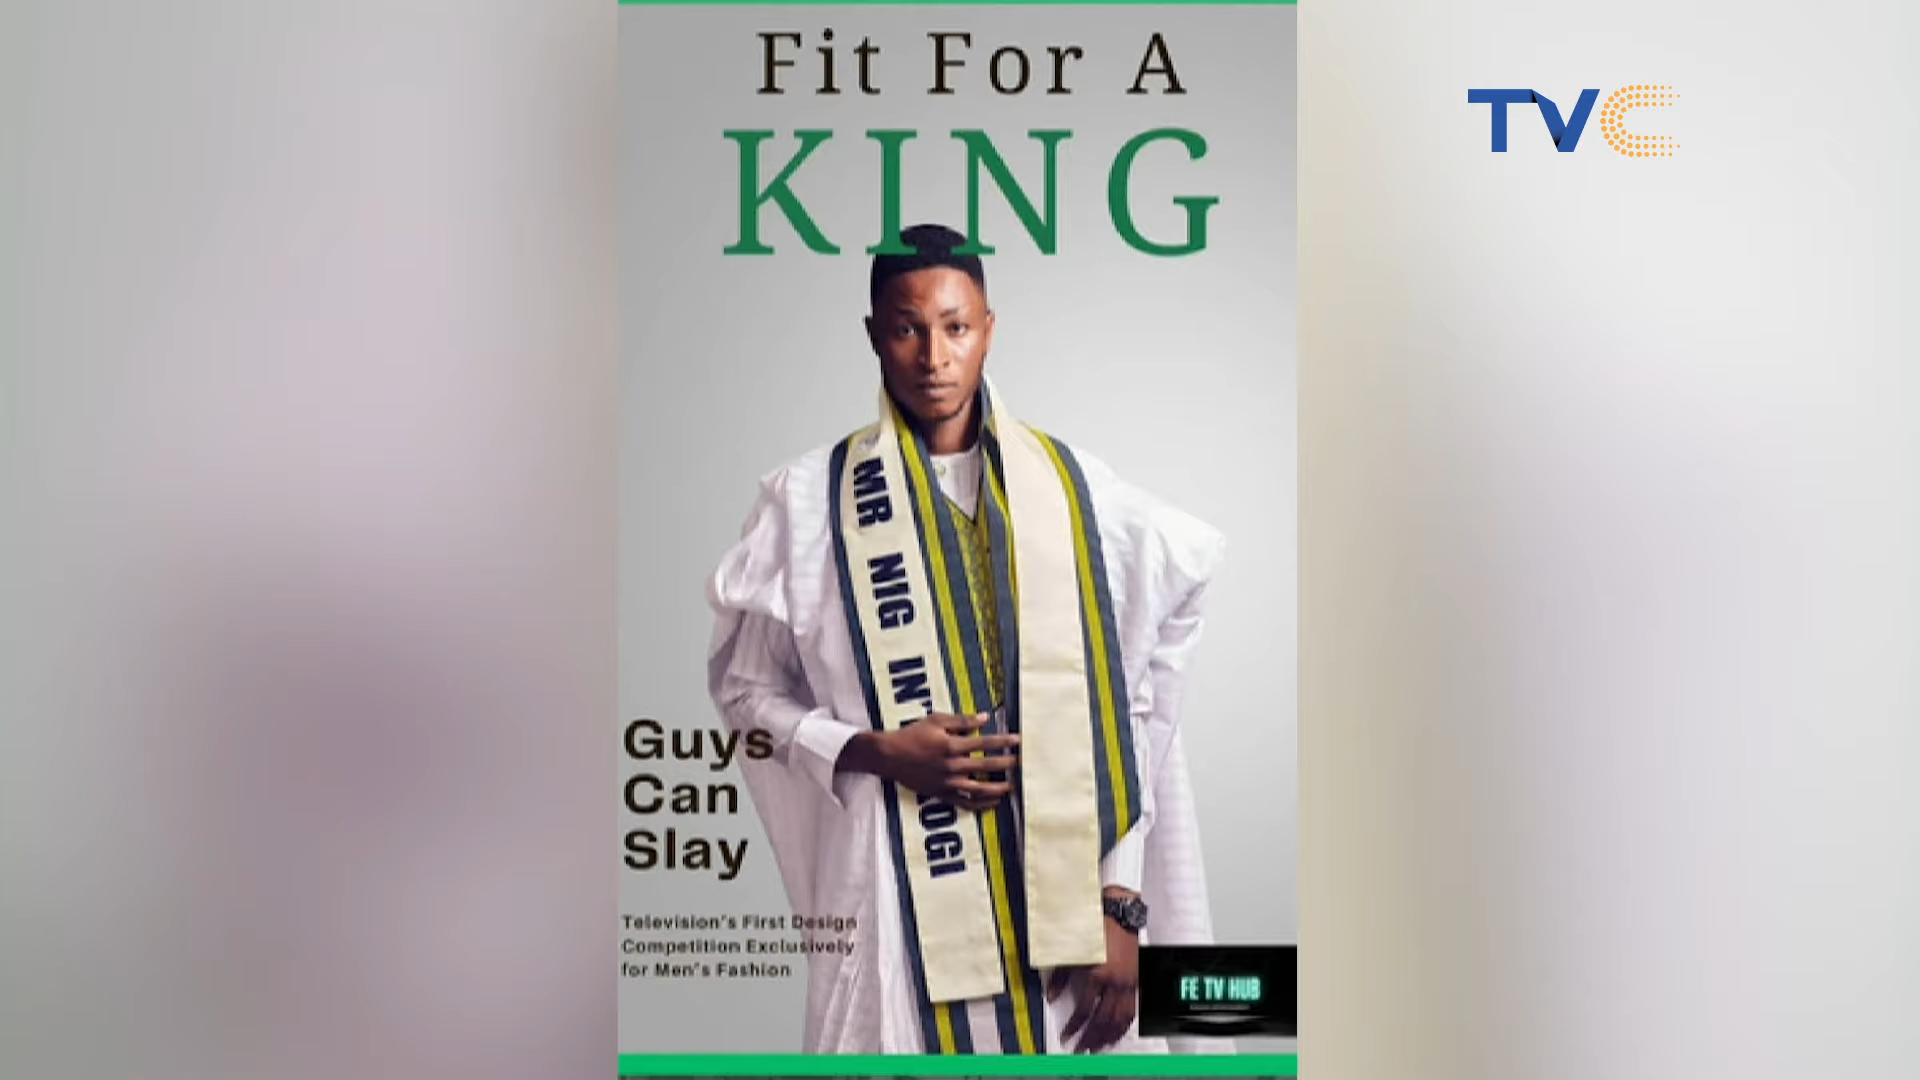 Fit For A
KING
TVC
MR NIG IN'
OGI
Guys
Can
Slay
Television's First Design
Competition Exclusively
for Men's Fashion
FE TV HUB